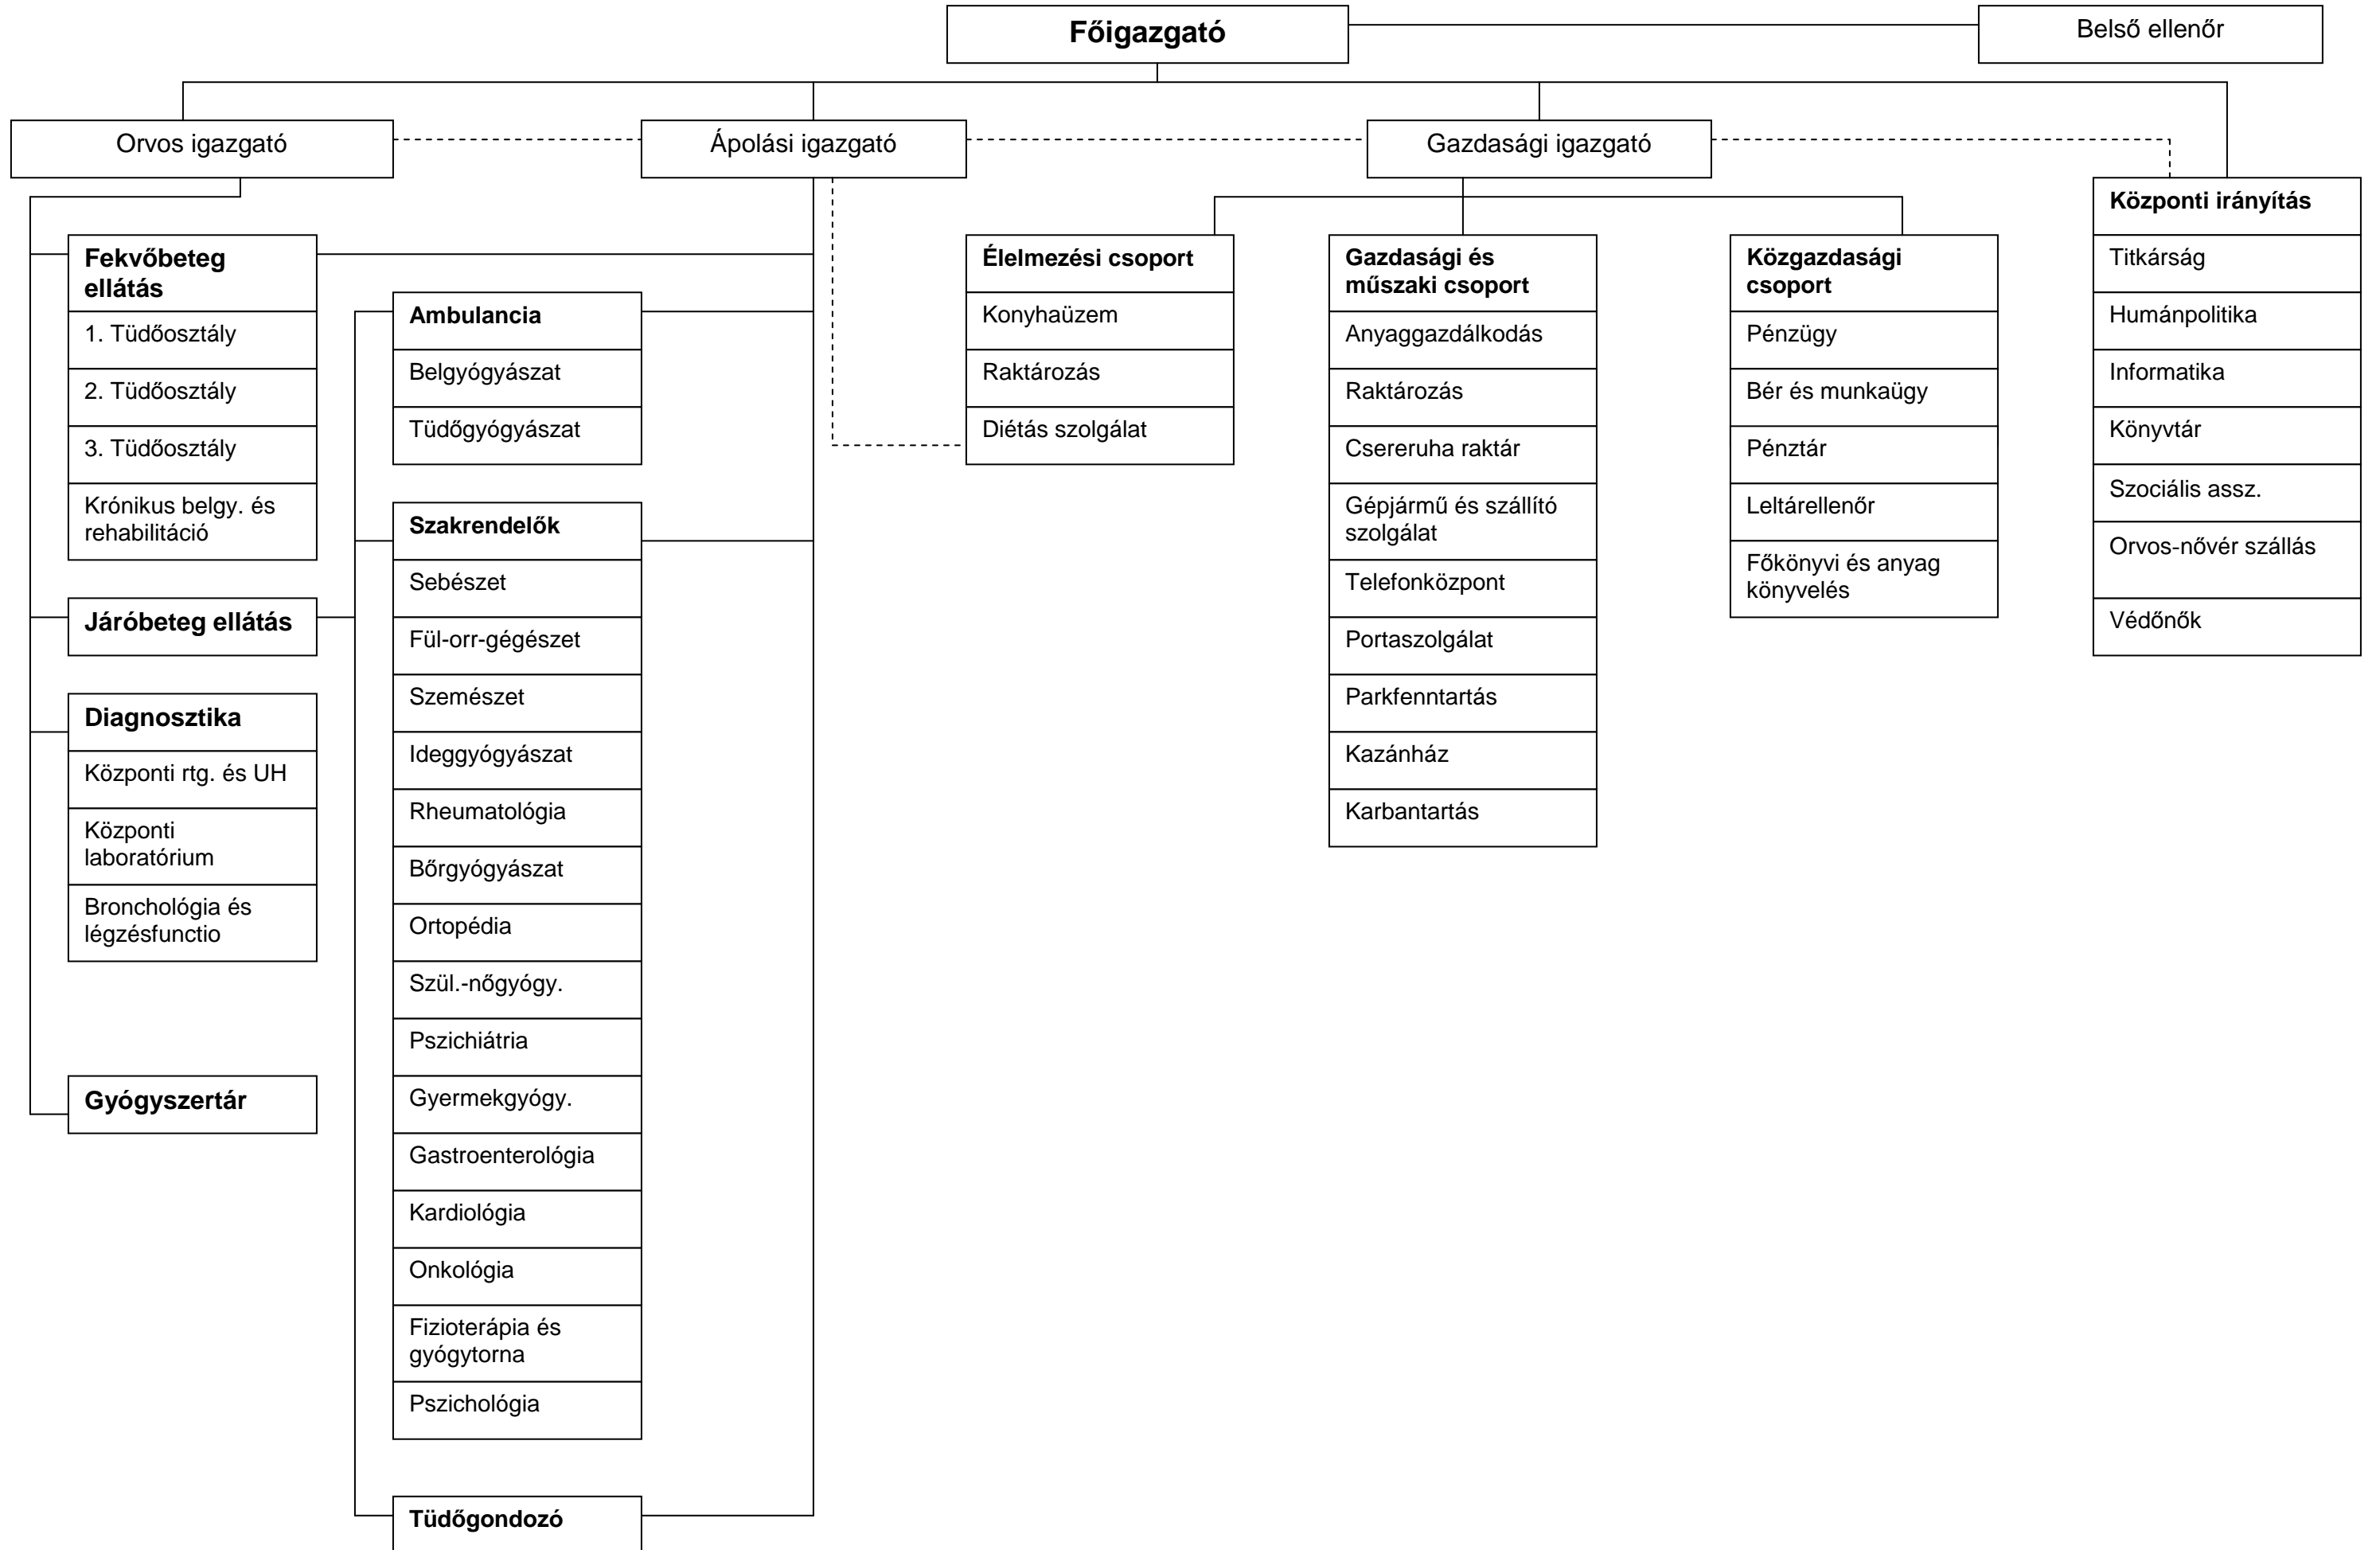 Főigazgató
Belső ellenőr
Orvos igazgató
Ápolási igazgató
Gazdasági igazgató
Fekvőbeteg
ellátás
1. Tüdőosztály
2. Tüdőosztály
3. Tüdőosztály
Krónikus belgy. és
rehabilitáció
Járóbeteg ellátás
Diagnosztika
Központi rtg. és UH
Központi
laboratórium
Bronchológia és
légzésfunctio
Gyógyszertár
Ambulancia
Belgyógyászat
Tüdőgyógyászat
Szakrendelők
Sebészet
Fül-orr-gégészet
Szemészet
Ideggyógyászat
Rheumatológia
Bőrgyógyászat
Ortopédia
Szül.-nőgyógy.
Pszichiátria
Gyermekgyógy.
Gastroenterológia
Kardiológia
Onkológia
Fizioterápia és
gyógytorna
Pszichológia
Tüdőgondozó
Élelmezési csoport
Konyhaüzem
Raktározás
Diétás szolgálat
Gazdasági és
műszaki csoport
Anyaggazdálkodás
Raktározás
Csereruha raktár
Gépjármű és szállító
szolgálat
Telefonközpont
Portaszolgálat
Parkfenntartás
Kazánház
Karbantartás
Közgazdasági
csoport
Pénzügy
Bér és munkaügy
Pénztár
Leltárellenőr
Főkönyvi és anyag
könyvelés
Központi irányítás
Titkárság
Humánpolitika
Informatika
Könyvtár
Szociális assz.
Orvos-nővér szállás
Védőnők